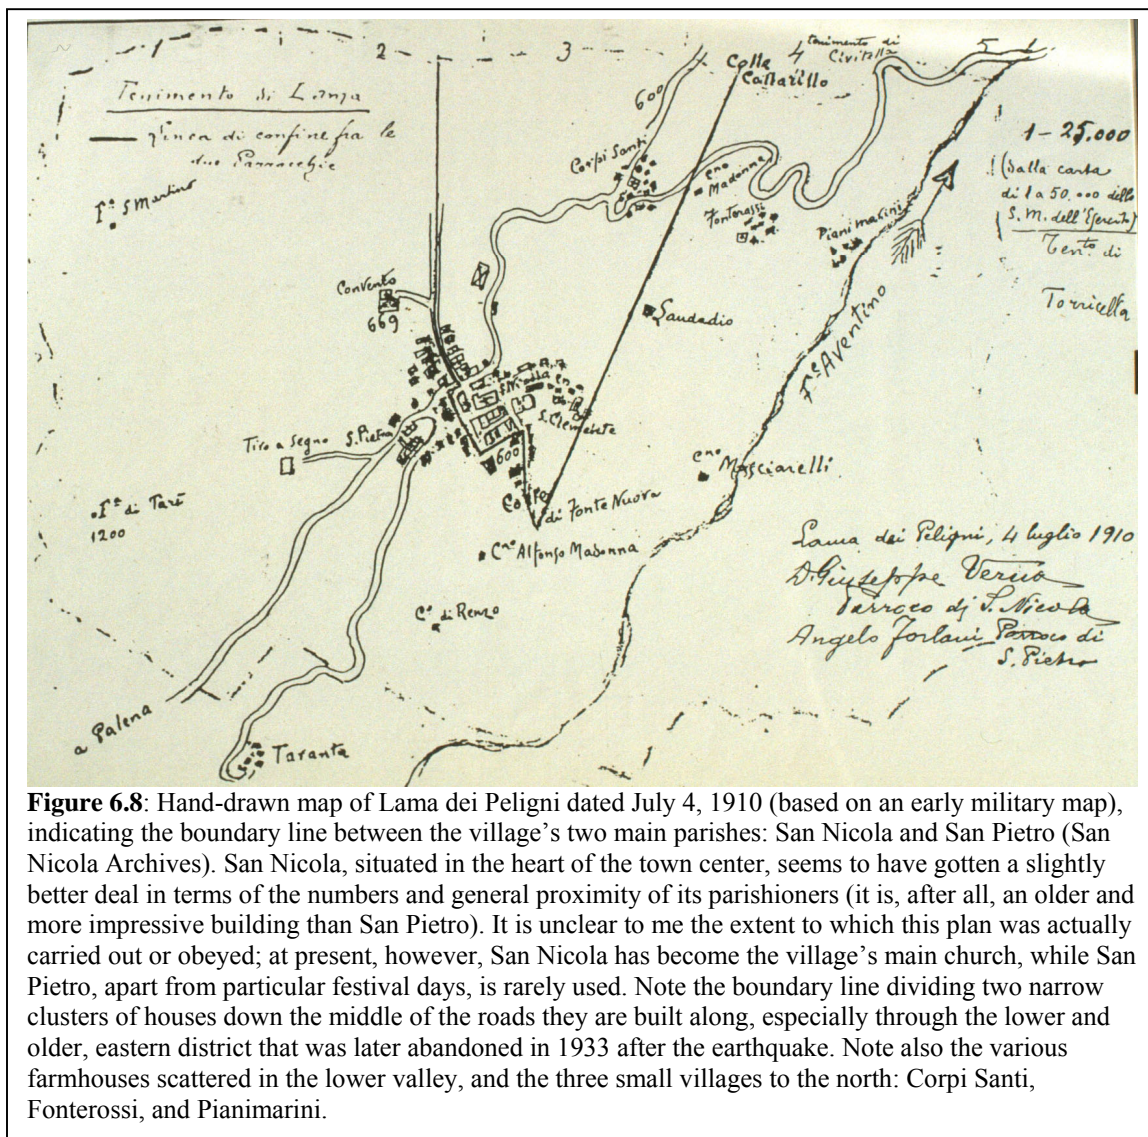 1 2 3 4 5
tenimento di
Civitella
Colle
Callarillo
Tenimento di Lama
Linea di confine fra le
due Parrocchie
600
1-25.000
(dalla carta
di 1 a 50.000 dello
S.M. dell'Esercito)
Tento. di
Torricella
Corpi Santi
cno Madonna
Fonterossi
Pianimarini
S Martino
Convento
669
Saudadio
Aventino
S. Nicola
S. Clemente
Tiro a Segno
S. Pietro
600
di Fonte Nuova
cno Masciarelli
di Tarì
1200
Cno Alfonso Madonna
Ca di Renzo
Lama dei Peligni, 4 luglio 1910
D. Giuseppe Verna
Parroco di S. Nicola
Angelo Forlani Parroco di
S. Pietro
a Palena
Taranta
Figure 6.8: Hand-drawn map of Lama dei Peligni dated July 4, 1910 (based on an early military map),
indicating the boundary line between the village's two main parishes: San Nicola and San Pietro (San
Nicola Archives). San Nicola, situated in the heart of the town center, seems to have gotten a slightly
better deal in terms of the numbers and general proximity of its parishioners (it is, after all, an older and
more impressive building than San Pietro). It is unclear to me the extent to which this plan was actually
carried out or obeyed; at present, however, San Nicola has become the village's main church, while San
Pietro, apart from particular festival days, is rarely used. Note the boundary line dividing two narrow
clusters of houses down the middle of the roads they are built along, especially through the lower and
older, eastern district that was later abandoned in 1933 after the earthquake. Note also the various
farmhouses scattered in the lower valley, and the three small villages to the north: Corpi Santi,
Fonterossi, and Pianimarini.